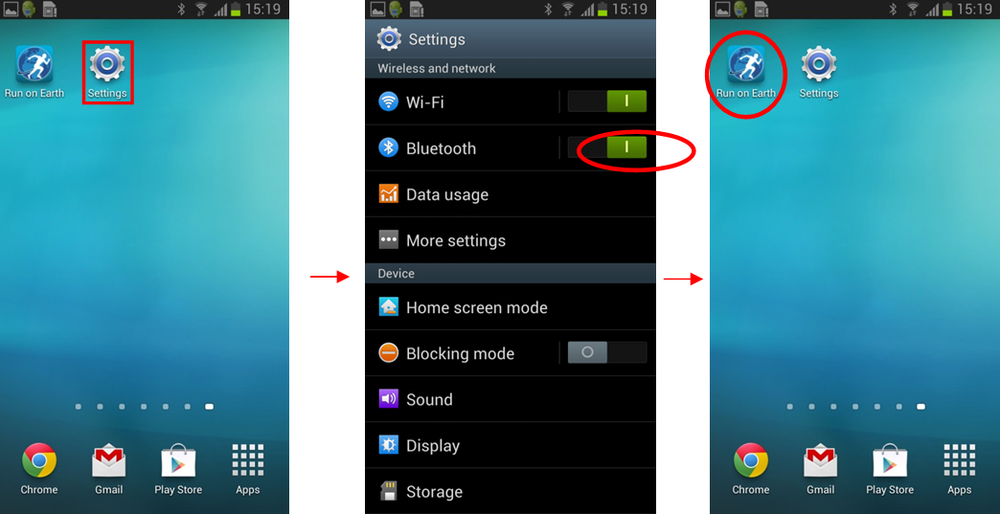 15:19
Run on Earth
Settings
Chrome
Gmail
Play Store
Apps
15:19
Settings
Wireless and network
Wi-Fi
Bluetooth
Data usage
More settings
Device
Home screen mode
Blocking mode
Sound
Display
Storage
15:19
Run on Earth
Settings
Chrome
Gmail
Play Store
Apps